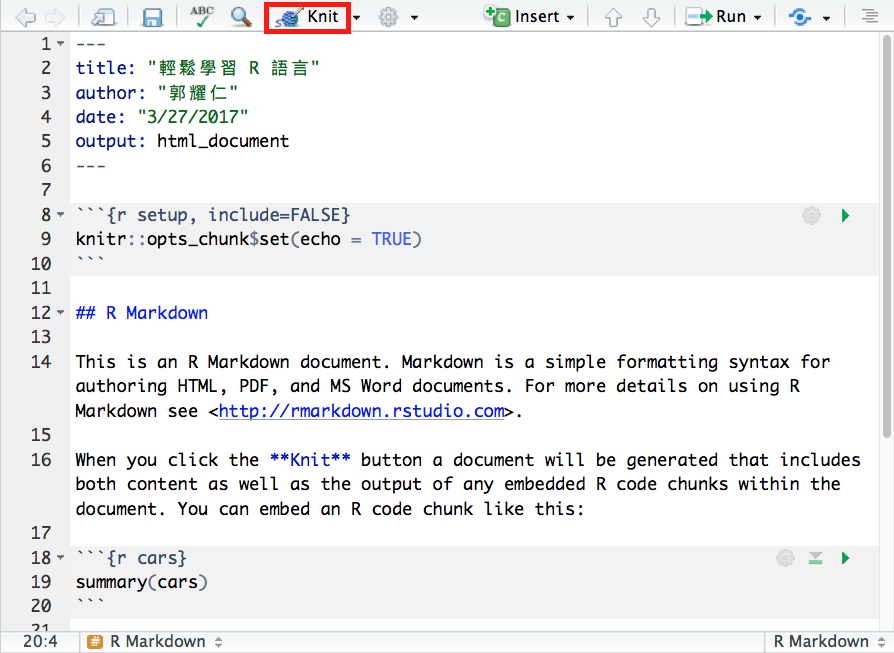 ABC Knit Insert Run
1 ---
2 title: "輕鬆學習 R 語言"
3 author: "郭耀仁"
4 date: "3/27/2017"
5 output: html_document
6 ---
7
8 ```{r setup, include=FALSE}
9 knitr::opts_chunk$set(echo = TRUE)
10 ```
11
12 ## R Markdown
13
14 This is an R Markdown document. Markdown is a simple formatting syntax for
authoring HTML, PDF, and MS Word documents. For more details on using R
Markdown see <http://rmarkdown.rstudio.com>.
15
16 When you click the **Knit** button a document will be generated that includes
both content as well as the output of any embedded R code chunks within the
document. You can embed an R code chunk like this:
17
18 ```{r cars}
19 summary(cars)
20 ```
21
20:4 # R Markdown R Markdown